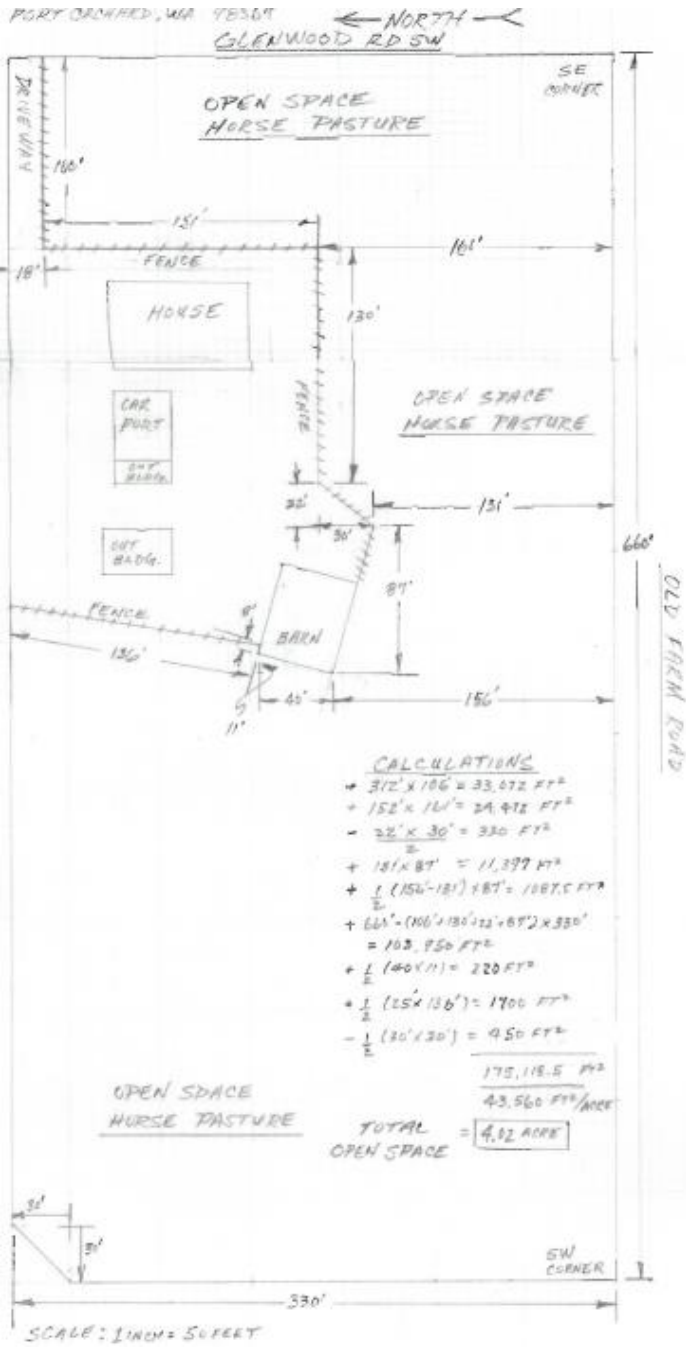 PORT ORCHARD, WA 98367
← NORTH
GLENWOOD RD SW
SE
CORNER
DRIVEWAY
OPEN SPACE
HORSE PASTURE
151'
161'
18'
FENCE
HOUSE
130'
FENCE
CAR
PORT
OUT
BLDG.
OPEN SPACE
HORSE PASTURE
22'
30'
131'
660'
OUT
BLDG.
87'
OLD FARM ROAD
FENCE
8'
BARN
136'
40'
156'
11'
CALCULATIONS
+ 312' x 106' = 33,072 FT²
+ 152' x 161' = 24,472 FT²
- 22' x 30' = 330 FT²
2
+ 131' x 87' = 11,397 FT²
+ 1/2 (156'-131') x 87' = 1087.5 FT²
+ 660'-(106'+130'+22'+87') x 330'
= 103,950 FT²
+ 1/2 (40 x 11) = 220 FT²
+ 1/2 (25' x 136') = 1700 FT²
- 1/2 (30' x 30') = 450 FT²
175,118.5 FT²
43,560 FT²/ACRE
TOTAL
OPEN SPACE = 4.02 ACRE
OPEN SPACE
HORSE PASTURE
30'
30'
SW
CORNER
330'
SCALE: 1 INCH = 50 FEET